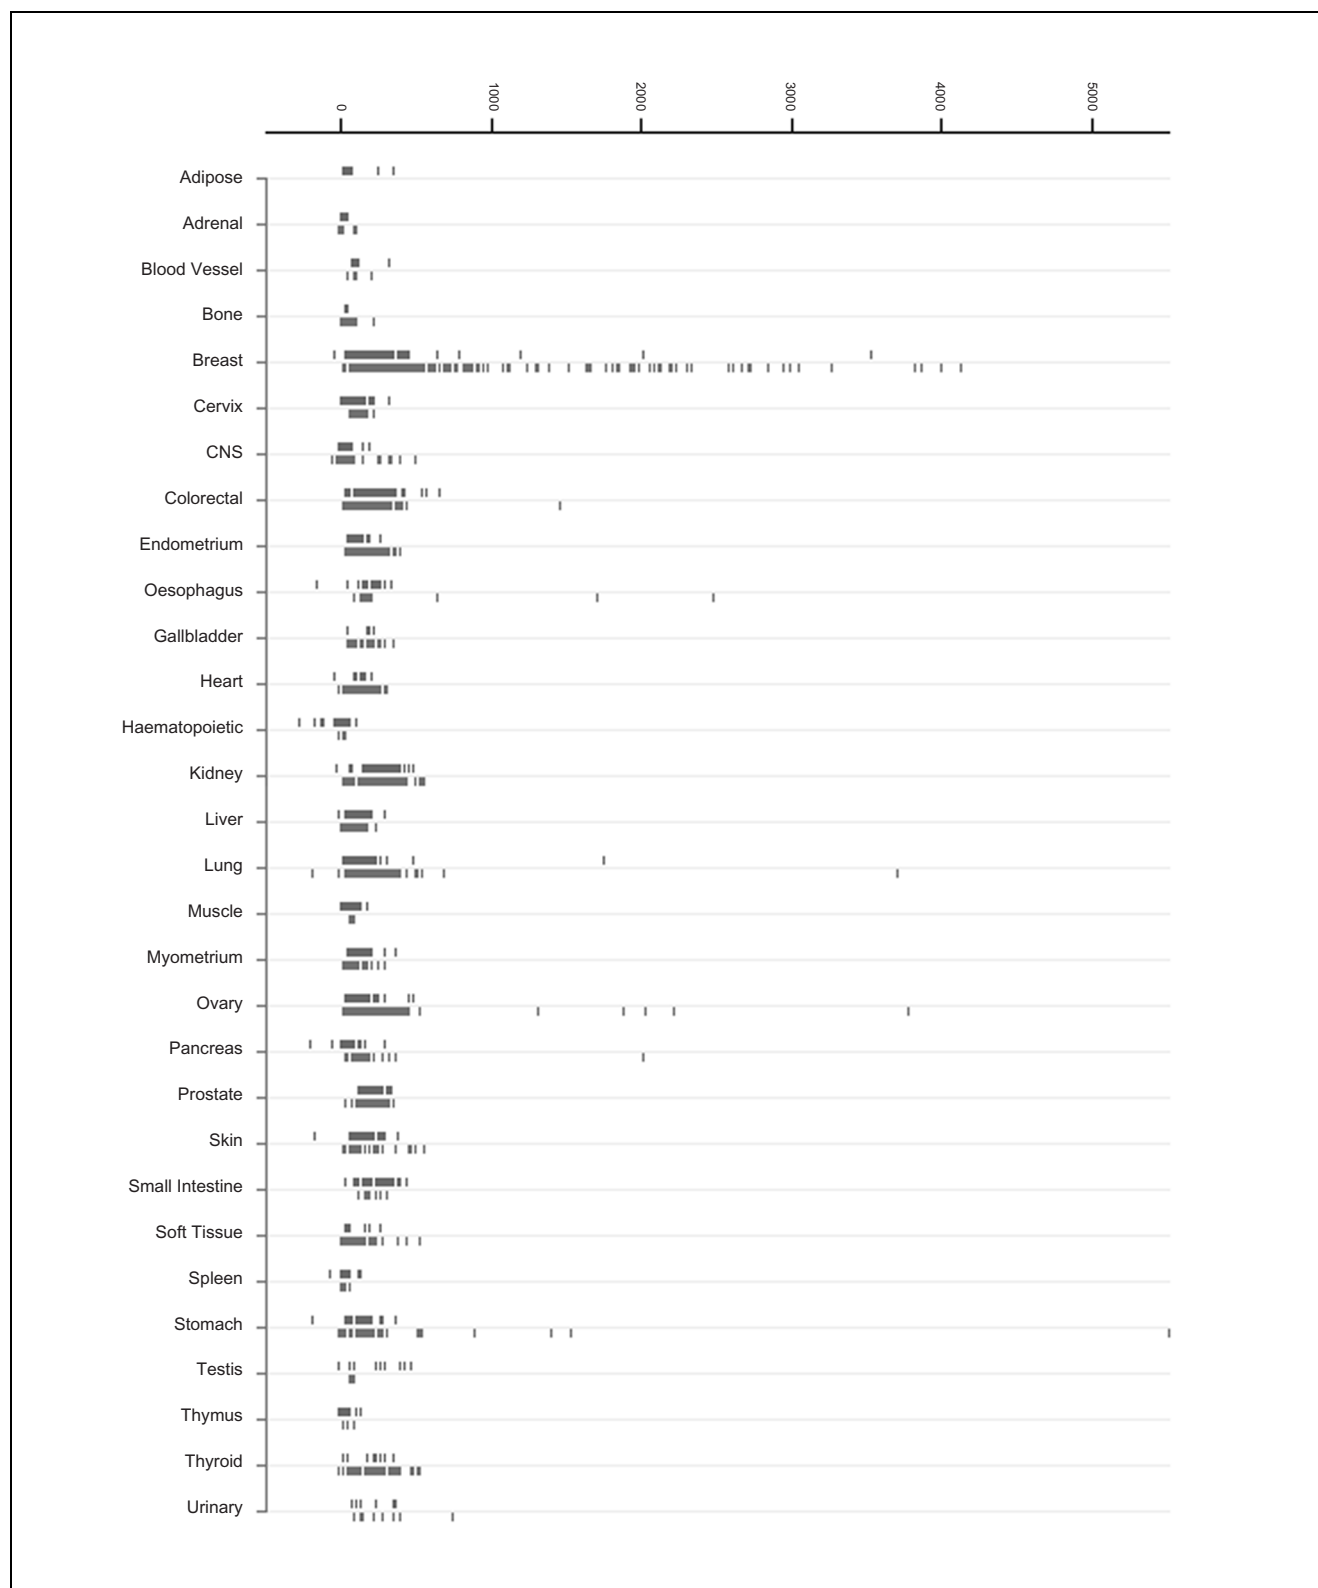 0
1000
2000
3000
4000
5000
Adipose
Adrenal
Blood Vessel
Bone
Breast
Cervix
CNS
Colorectal
Endometrium
Oesophagus
Gallbladder
Heart
Haematopoietic
Kidney
Liver
Lung
Muscle
Myometrium
Ovary
Pancreas
Prostate
Skin
Small Intestine
Soft Tissue
Spleen
Stomach
Testis
Thymus
Thyroid
Urinary